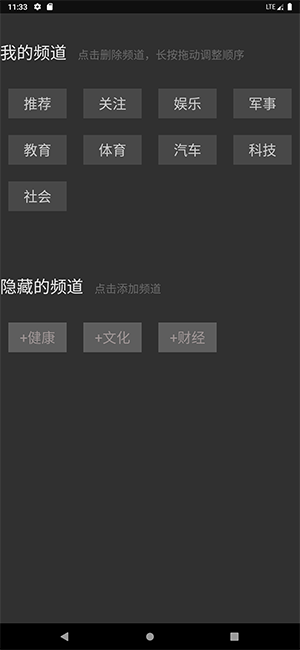 11:33 LTE
我的频道 点击删除频道，长按拖动调整顺序
推荐 关注 娱乐 军事
教育 体育 汽车 科技
社会
隐藏的频道 点击添加频道
+健康 +文化 +财经